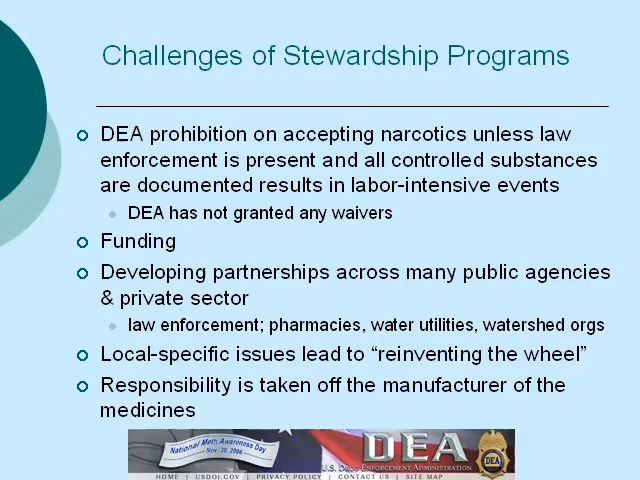 Challenges of Stewardship Programs
DEA prohibition on accepting narcotics unless law
enforcement is present and all controlled substances
are documented results in labor-intensive events
DEA has not granted any waivers
Funding
Developing partnerships across many public agencies
& private sector
law enforcement; pharmacies, water utilities, watershed orgs
Local-specific issues lead to “reinventing the wheel”
Responsibility is taken off the manufacturer of the
medicines
National Meth Awareness Day
Nov. 30, 2006
DEA
U.S. DRUG ENFORCEMENT ADMINISTRATION
DEA
HOME | USDOJ.GOV | PRIVACY POLICY | CONTACT US | SITE MAP